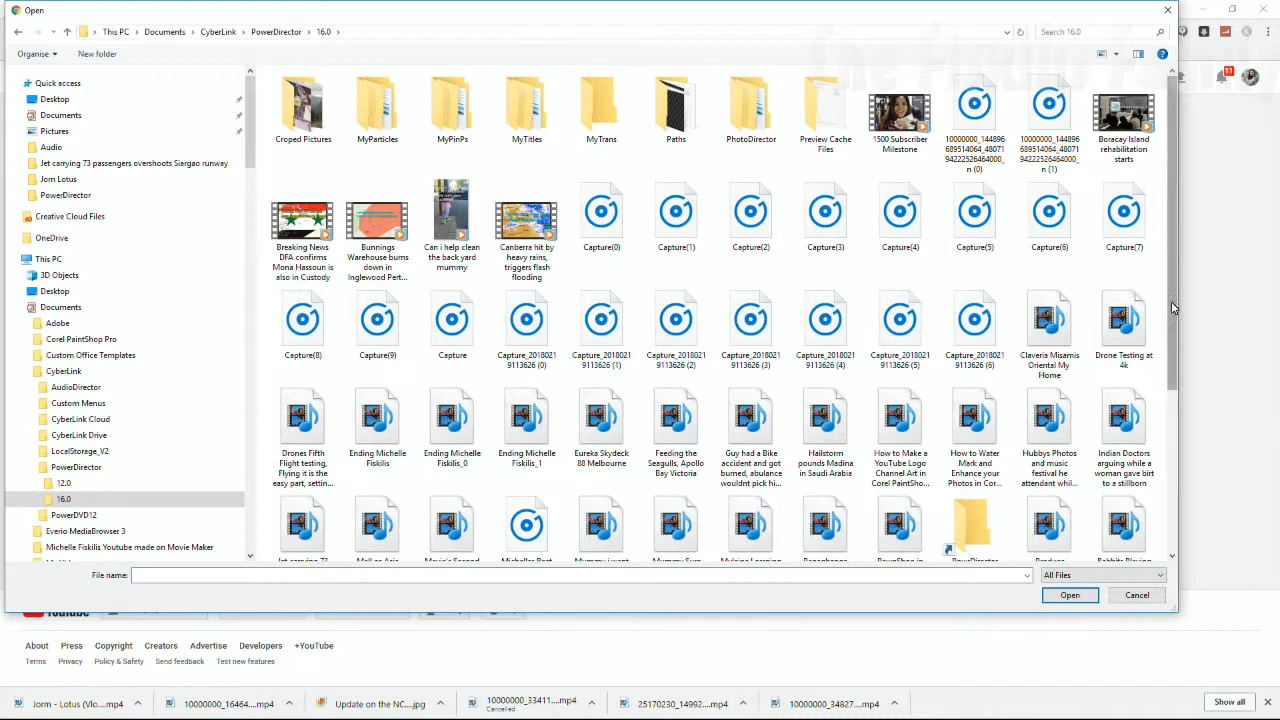 Open
This PC > Documents > CyberLink > PowerDirector > 16.0 >
Search 16.0
Organise
New folder
Quick access
Desktop
Documents
Pictures
Audio
Jet carrying 73 passengers overshoots Siargao runway
Jorn Lotus
PowerDirector
Creative Cloud Files
OneDrive
This PC
3D Objects
Desktop
Documents
Adobe
Corel PaintShop Pro
Custom Office Templates
CyberLink
AudioDirector
Custom Menus
CyberLink Cloud
CyberLink Drive
LocalStorage_V2
PowerDirector
12.0
16.0
PowerDVD12
Everio MediaBrowser 3
Michelle Fiskilis Youtube made on Movie Maker
Croped Pictures
MyParticles
MyPinPs
MyTitles
MyTrans
Paths
PhotoDirector
Preview Cache
Files
1500 Subscriber
Milestone
10000000_144896
689514064_48071
94222526464000_
n (0)
10000000_144896
689514064_48071
94222526464000_
n (1)
Boracay Island
rehabilitation
starts
Breaking News
DFA confirms
Mona Hassoun is
also in Custody
Bunnings
Warehouse burns
down in
Inglewood Pert...
Can i help clean
the back yard
mummy
Canberra hit by
heavy rains,
triggers flash
flooding
Capture(0)
Capture(1)
Capture(2)
Capture(3)
Capture(4)
Capture(5)
Capture(6)
Capture(7)
Capture(8)
Capture(9)
Capture
Capture_2018021
9113626 (0)
Capture_2018021
9113626 (1)
Capture_2018021
9113626 (2)
Capture_2018021
9113626 (3)
Capture_2018021
9113626 (4)
Capture_2018021
9113626 (5)
Capture_2018021
9113626 (6)
Claveria Misamis
Oriental My
Home
Drone Testing at
4k
Drones Fifth
Flight testing,
Flying it is the
easy part, settin...
Ending Michelle
Fiskilis
Ending Michelle
Fiskilis_0
Ending Michelle
Fiskilis_1
Eureka Skydeck
88 Melbourne
Feeding the
Seagulls, Apollo
Bay Victoria
Guy had a Bike
accident and got
burned, abulance
wouldnt pick hi...
Hailstorm
pounds Madina
in Saudi Arabia
How to Make a
YouTube Logo
Channel Art in
Corel PaintSho...
How to Water
Mark and
Enhance your
Photos in Cor...
Hubbys Photos
and music
festival he
attendant whi...
Indian Doctors
arguing while a
woman gave birt
to a stillborn
File name:
All Files
Open
Cancel
11
About Press Copyright Creators Advertise Developers +YouTube
Terms Privacy Policy & Safety Send feedback Test new features
Jorm - Lotus (Vlo....mp4
10000000_16464....mp4
Update on the NC....jpg
10000000_33411....mp4
Cancelled
25170230_14992....mp4
10000000_34827....mp4
Show all